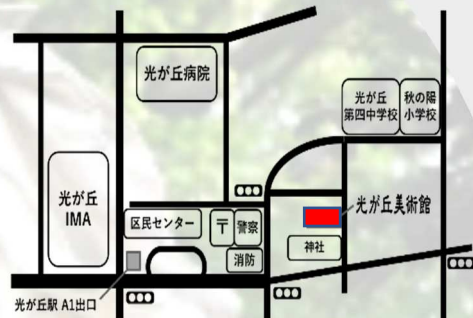 光が丘病院
光が丘
第四中学校
秋の陽
小学校
光が丘
IMA
区民センター
〒
警察
消防
光が丘美術館
神社
光が丘駅 A1出口